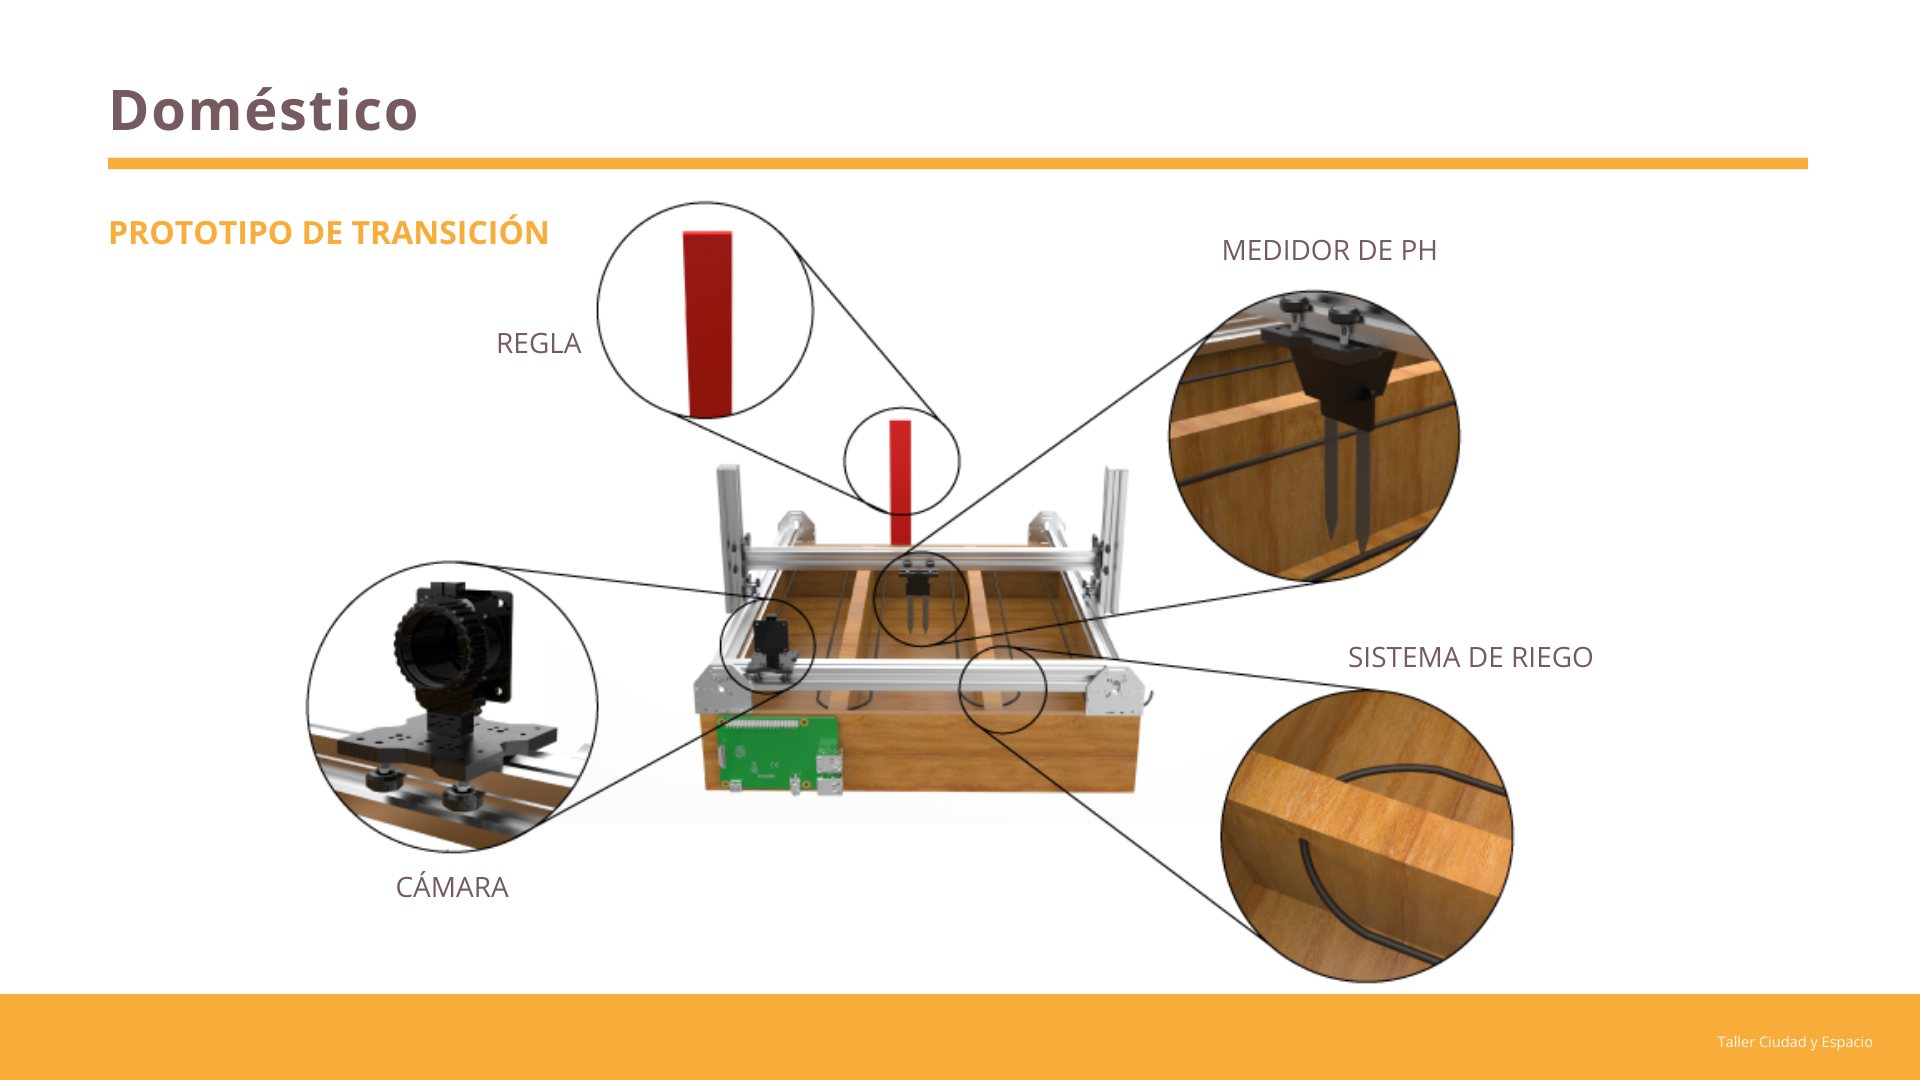 Doméstico
PROTOTIPO DE TRANSICIÓN
REGLA
MEDIDOR DE PH
SISTEMA DE RIEGO
CÁMARA
Taller Ciudad y Espacio